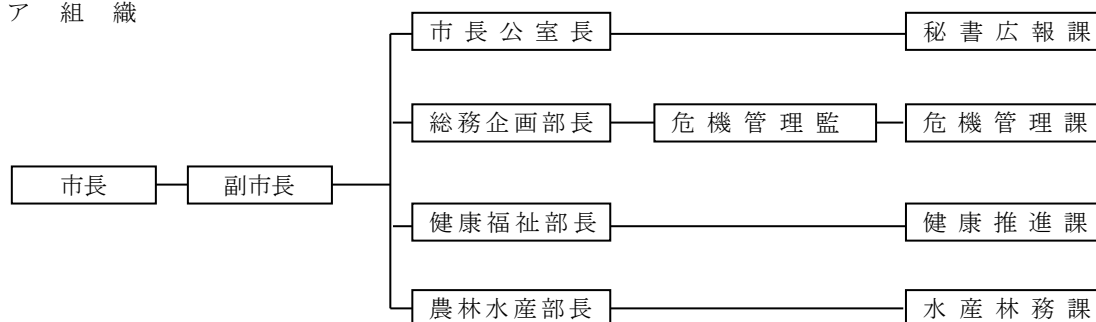 ア 組 織
市長公室長 秘書広報課
総務企画部長 危機管理監 危機管理課
市長 副市長
健康福祉部長 健康推進課
農林水産部長 水産林務課